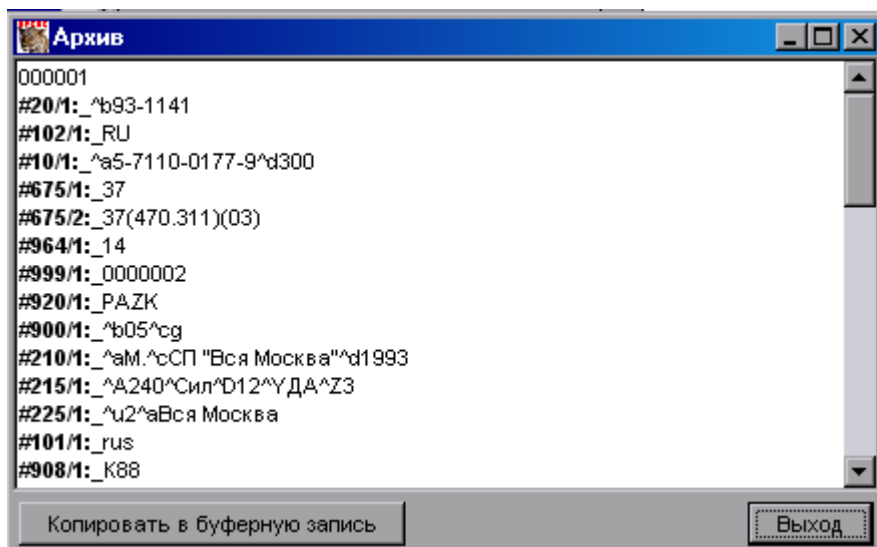 Архив
000001
#20/1:_^b93-1141
#102/1:_RU
#10/1:_^a5-7110-0177-9^d300
#675/1:_37
#675/2:_37(470.311)(03)
#964/1:_14
#999/1:_0000002
#920/1:_PAZK
#900/1:_^b05^cg
#210/1:_^aМ.^cСП "Вся Москва"^d1993
#215/1:_^A240^Cил^D12^YДА^Z3
#225/1:_^u2^aВся Москва
#101/1:_rus
#908/1:_К88
Копировать в буферную запись
Выход